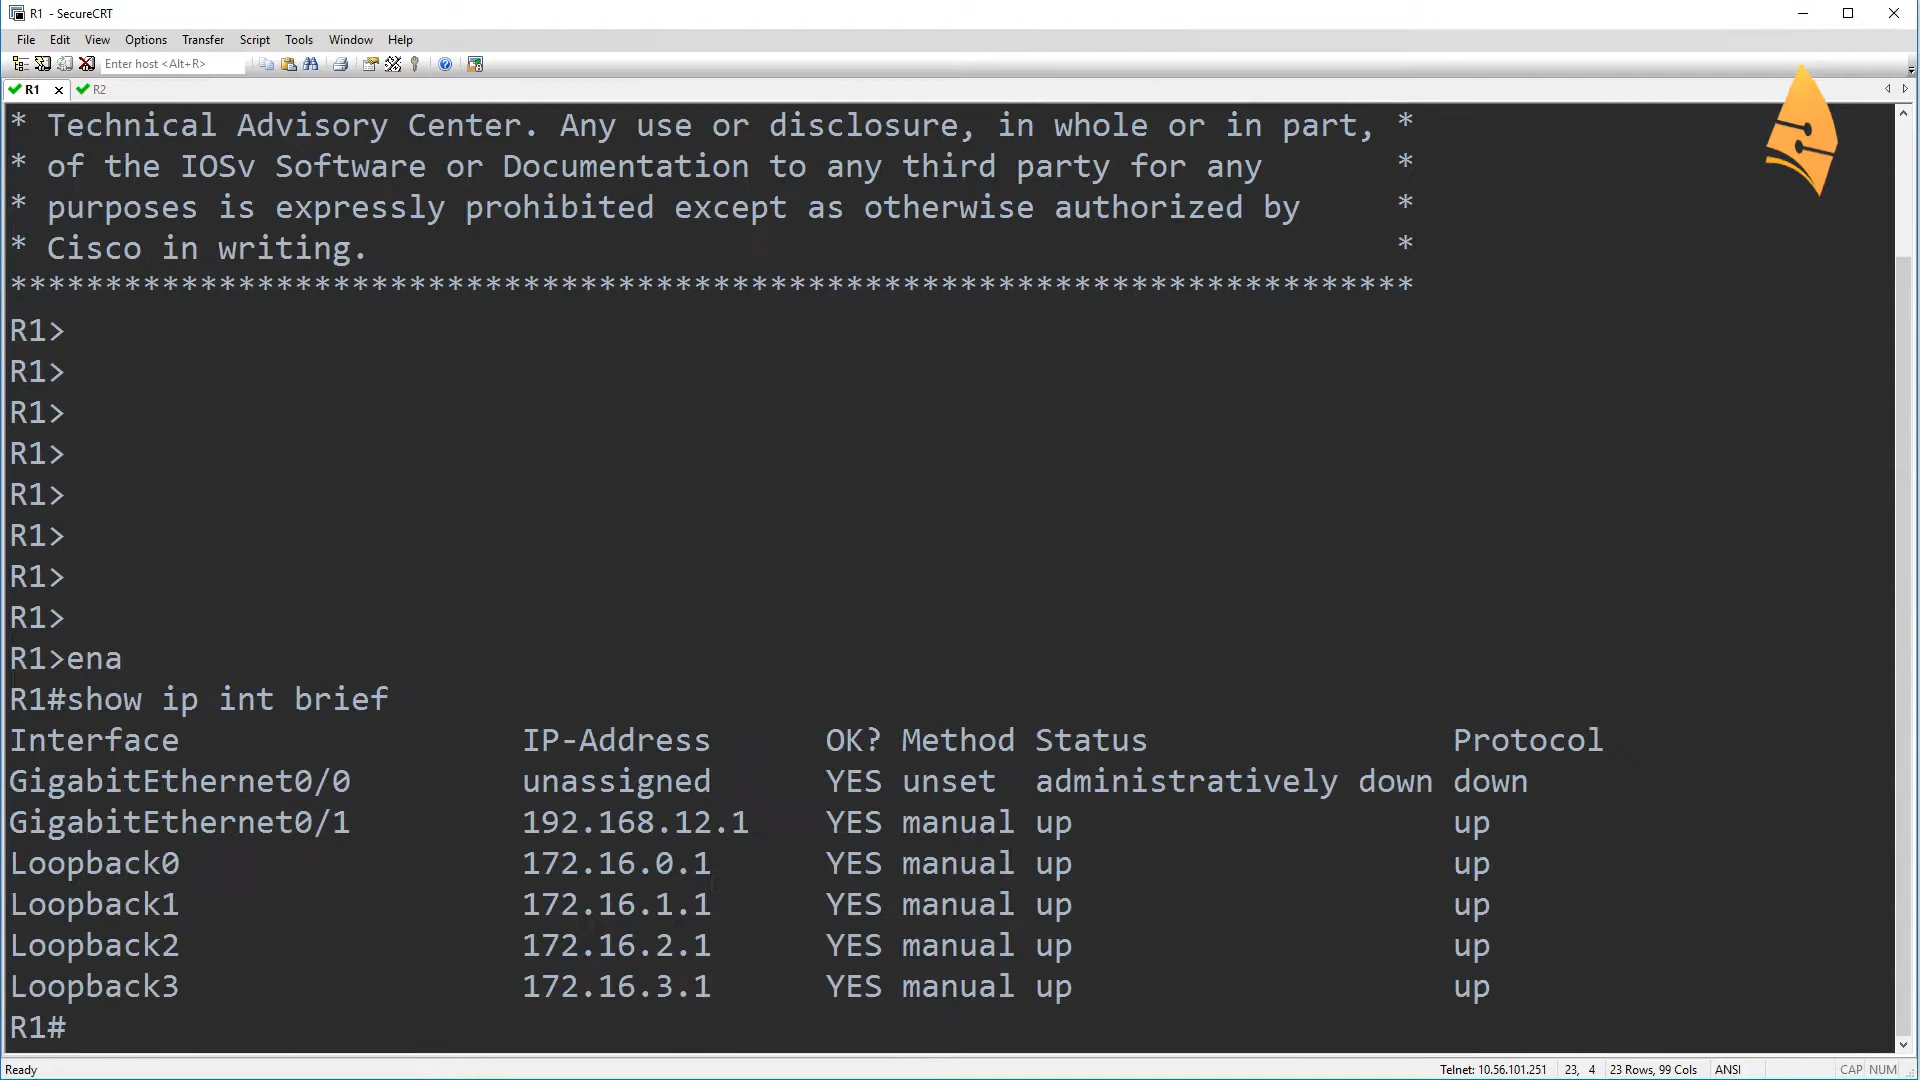 R1 - SecureCRT
File Edit View Options Transfer Script Tools Window Help
Enter host <Alt+R>
R1 R2
* Technical Advisory Center. Any use or disclosure, in whole or in part, *
* of the IOSv Software or Documentation to any third party for any *
* purposes is expressly prohibited except as otherwise authorized by *
* Cisco in writing. *
**************************************************************************
R1>
R1>
R1>
R1>
R1>
R1>
R1>
R1>
R1>ena
R1#show ip int brief
Interface IP-Address OK? Method Status Protocol
GigabitEthernet0/0 unassigned YES unset administratively down down
GigabitEthernet0/1 192.168.12.1 YES manual up up
Loopback0 172.16.0.1 YES manual up up
Loopback1 172.16.1.1 YES manual up up
Loopback2 172.16.2.1 YES manual up up
Loopback3 172.16.3.1 YES manual up up
R1#
Ready Telnet: 10.56.101.251 23, 4 23 Rows, 99 Cols ANSI CAP NUM